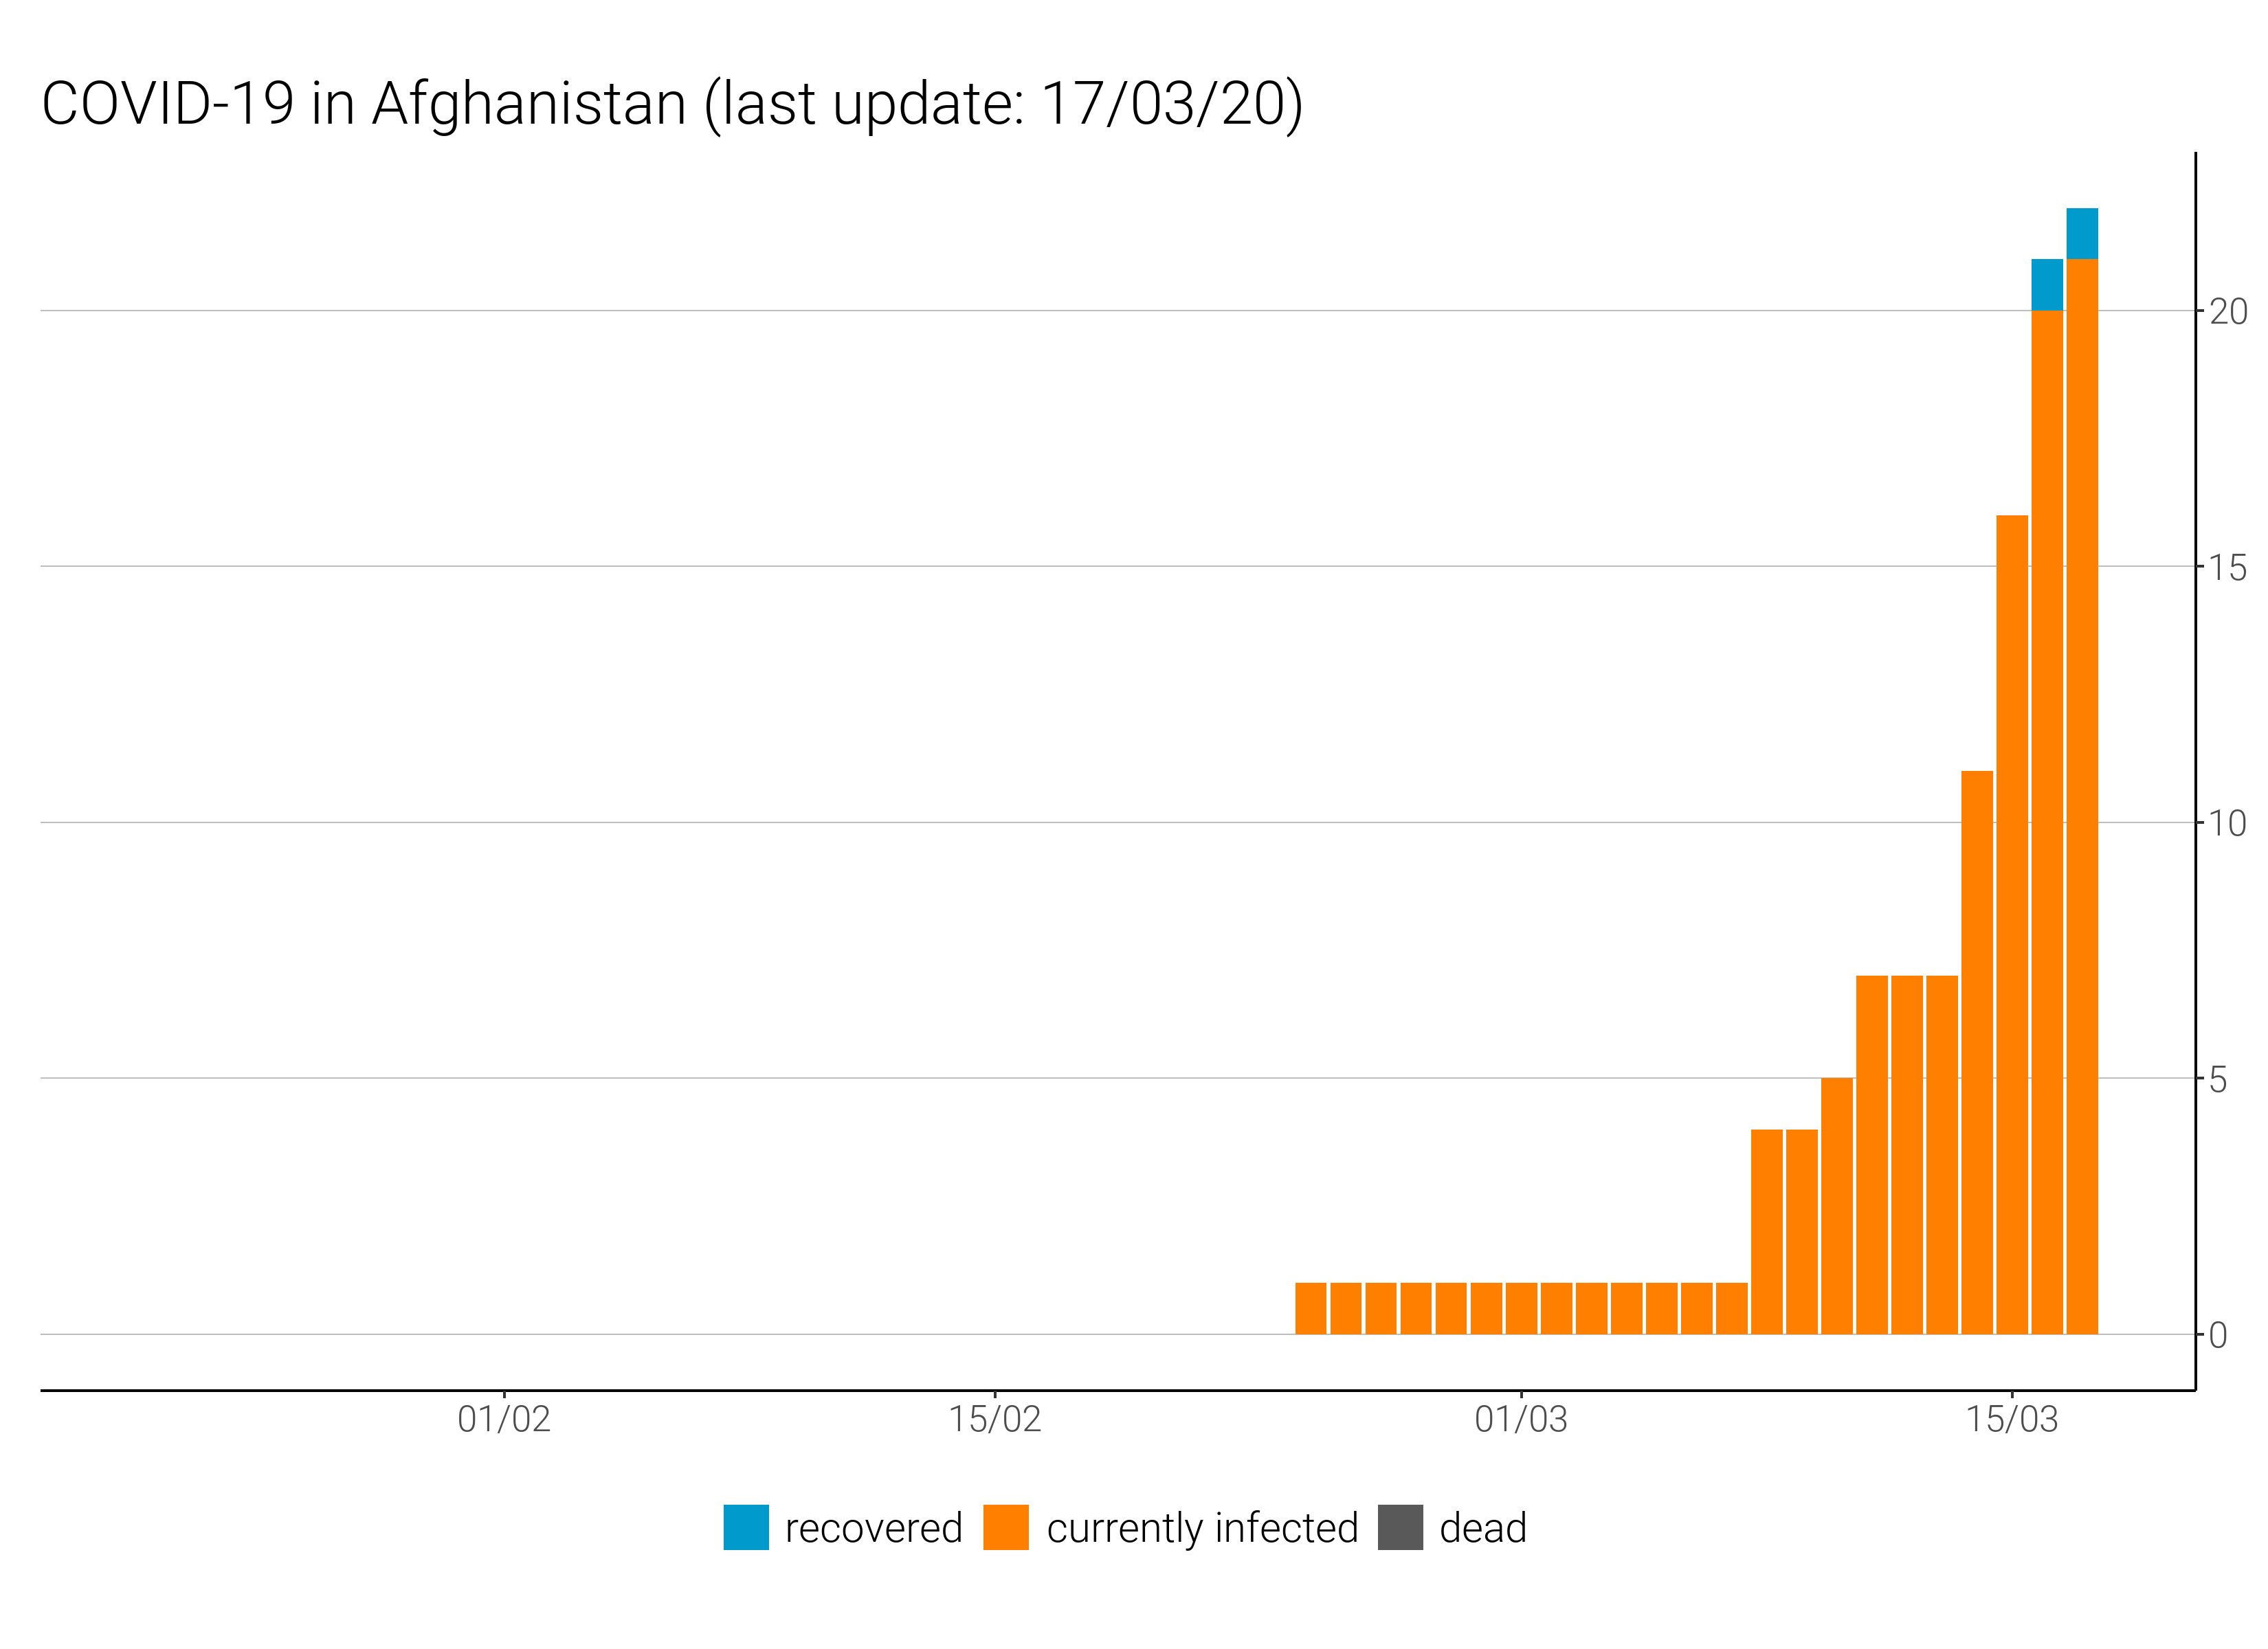 COVID-19 in Afghanistan (last update: 17/03/20)
20
15
10
5
0
01/02 15/02 01/03 15/03
recovered currently infected dead